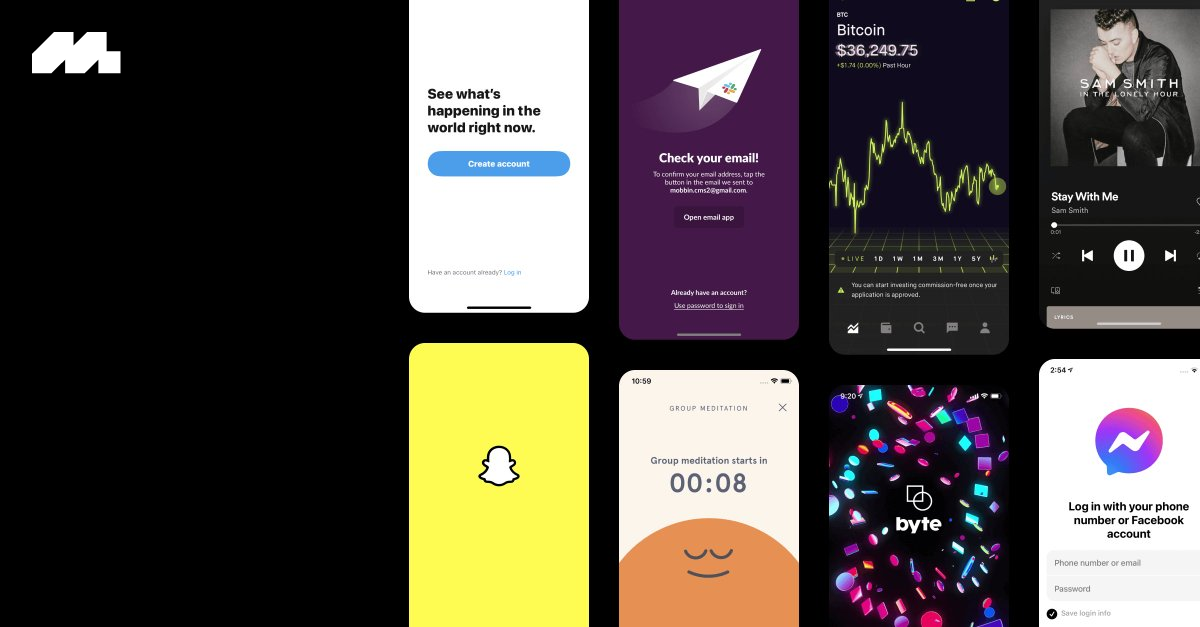 See what's
happening in the
world right now.
Create account
Have an account already? Log in
Check your email!
To confirm your email address, tap the
button in the email we sent to
mobbin.cms2@gmail.com.
Open email app
Already have an account?
Use password to sign in
BTC
Bitcoin
$36,249.75
+$1.74 (0.00%) Past Hour
LIVE 1D 1W 1M 3M 1Y 5Y
You can start investing commission-free once your
application is approved.
SAM SMITH
IN THE LONELY HOUR
Stay With Me
Sam Smith
0:01
LYRICS
10:59
GROUP MEDITATION
Group meditation starts in
00:08
9:20
byte
2:54
Log in with your phone
number or Facebook
account
Phone number or email
Password
Save login info